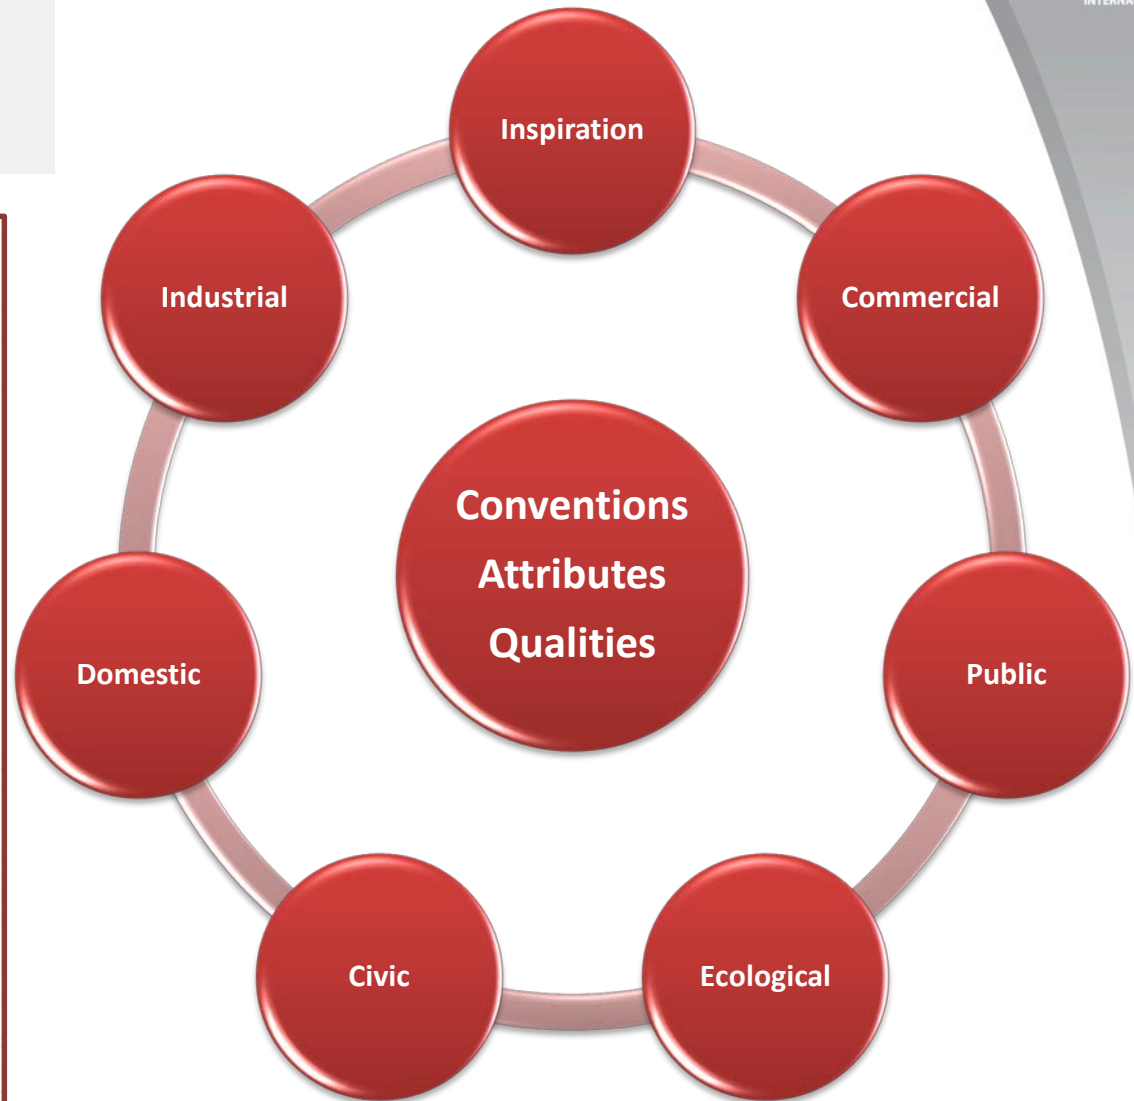 Inspiration
Commercial
Public
Ecological
Civic
Domestic
Industrial
Conventions
Attributes
Qualities